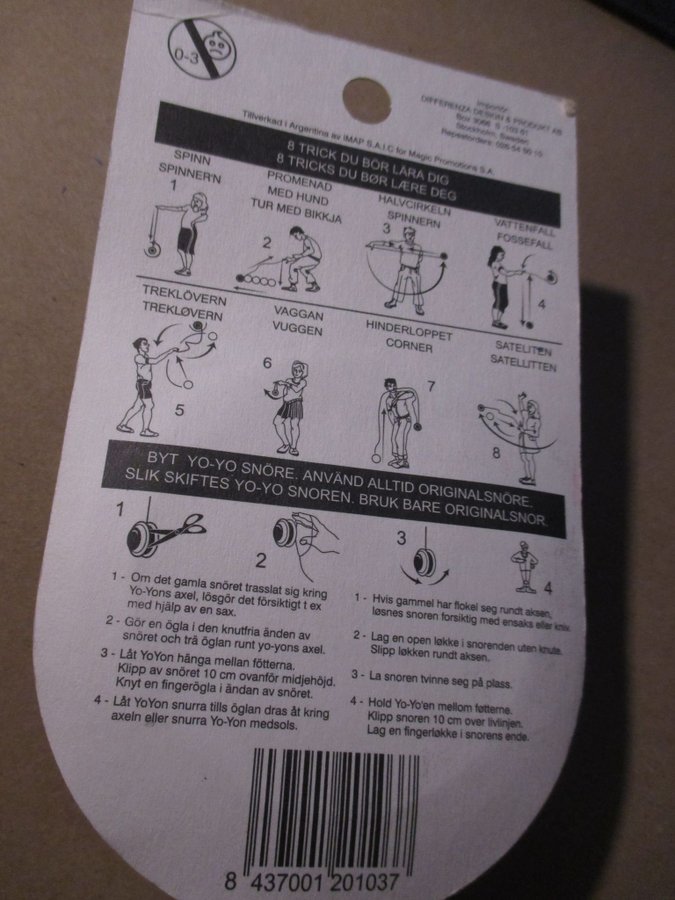 0-3
Importör:
DIFFERENZA DESIGN & PRODUKT AB
Box 3066 S -103 61
Stockholm, Sweden
Tillverkad i Argentina av IMAP S.A.I.C for Magic Promotions S.A.
8 TRICK DU BÖR LÄRA DIG
8 TRICKS DU BØR LÆRE DEG
SPINN
SPINNERN
1
PROMENAD
MED HUND
TUR MED BIKKJA
2
HALVCIRKELN
SPINNERN
3
VATTENFALL
FOSSEFALL
4
TREKLÖVERN
TREKLØVERN
5
VAGGAN
VUGGEN
6
HINDERLOPPET
CORNER
7
SATELITEN
SATELLITTEN
8
BYT YO-YO SNÖRE. ANVÄND ALLTID ORIGINALSNÖRE.
SLIK SKIFTES YO-YO SNOREN. BRUK BARE ORIGINALSNOR.
1
2
3
4
1 - Om det gamla snöret trasslat sig kring
Yo-Yons axel, lösgör det försiktigt t ex
med hjälp av en sax.
2 - Gör en ögla i den knutfria änden av
snöret och trä öglan runt yo-yons axel.
3 - Låt YoYon hänga mellan fötterna.
Klipp av snöret 10 cm ovanför midjehöjd.
Knyt en fingerögla i ändan av snöret.
4 - Låt YoYon snurra tills öglan dras åt kring
axeln eller snurra Yo-Yon medsols.
1 - Hvis gammel har flokel seg rundt aksen,
løsnes snoren forsiktig med ensaks eller kniv.
2 - Lag en open løkke i snorenden uten knute.
Slipp løkken rundt aksen.
3 - La snoren tvinne seg på plass.
4 - Hold Yo-Yo'en mellom føtterne.
Klipp snoren 10 cm over livlinjen.
Lag en fingerløkke i snorens ende.
8 437001 201037